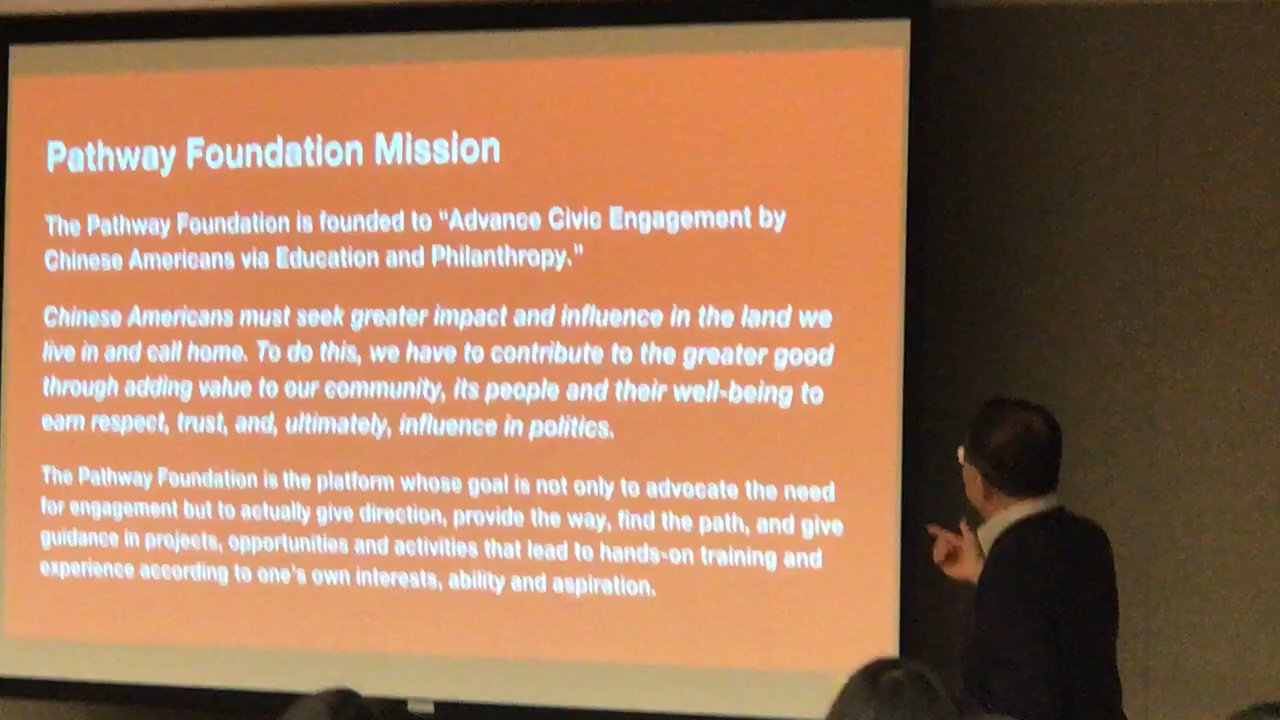 Pathway Foundation Mission
The Pathway Foundation is founded to "Advance Civic Engagement by
Chinese Americans via Education and Philanthropy."
Chinese Americans must seek greater impact and influence in the land we
live in and call home. To do this, we have to contribute to the greater good
through adding value to our community, its people and their well-being to
earn respect, trust, and, ultimately, influence in politics.
The Pathway Foundation is the platform whose goal is not only to advocate the need
for engagement but to actually give direction, provide the way, find the path, and give
guidance in projects, opportunities and activities that lead to hands-on training and
experience according to one's own interests, ability and aspiration.